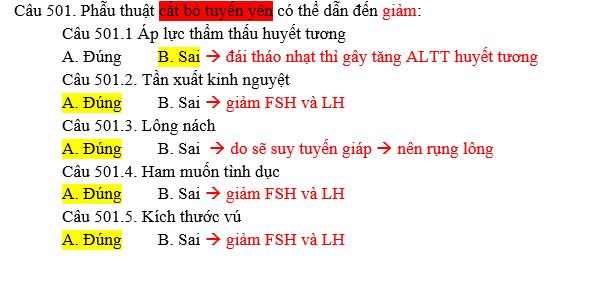 Câu 501. Phẫu thuật cắt bỏ tuyến yên có thể dẫn đến giảm:
Câu 501.1 Áp lực thẩm thấu huyết tương
A. Đúng B. Sai → đái tháo nhạt thì gây tăng ALTT huyết tương
Câu 501.2. Tần xuất kinh nguyệt
A. Đúng B. Sai → giảm FSH và LH
Câu 501.3. Lông nách
A. Đúng B. Sai → do sẽ suy tuyến giáp → nên rụng lông
Câu 501.4. Ham muốn tình dục
A. Đúng B. Sai → giảm FSH và LH
Câu 501.5. Kích thước vú
A. Đúng B. Sai → giảm FSH và LH